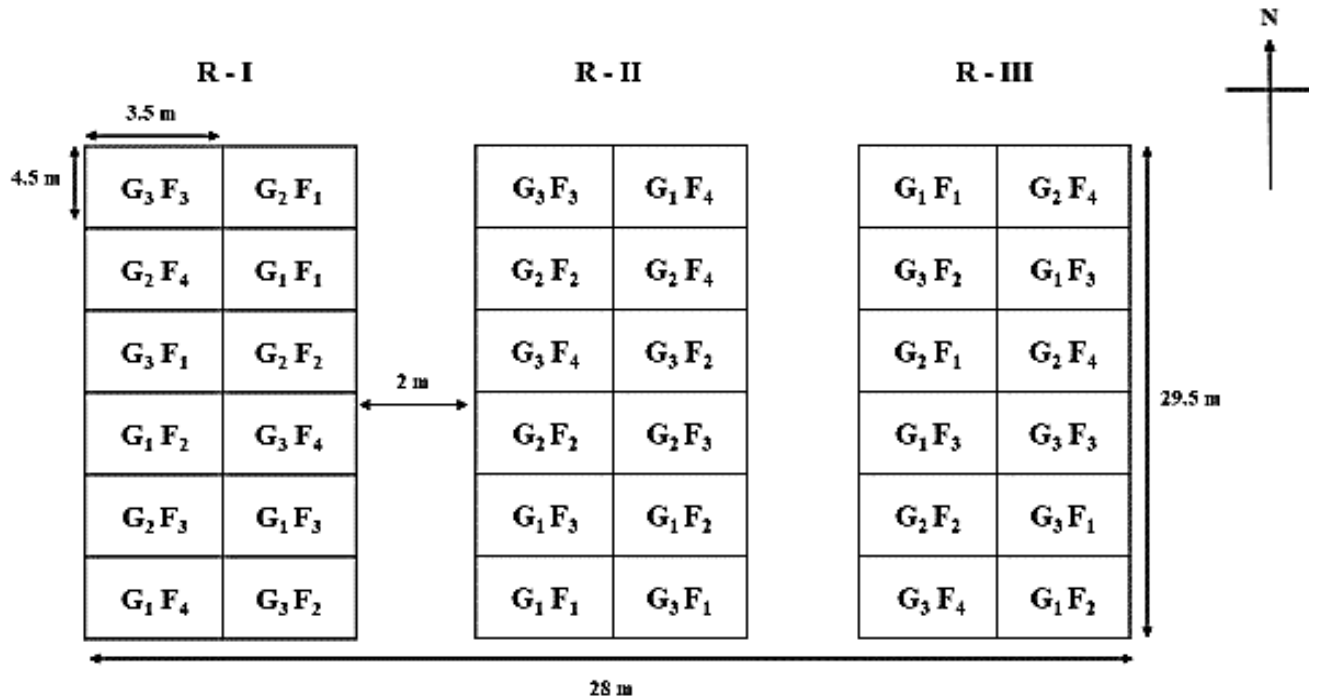 N
R - I R - II R - III
3.5 m
4.5 m
G₃ F₃ G₂ F₁ G₃ F₃ G₁ F₄ G₁ F₁ G₂ F₄
G₂ F₄ G₁ F₁ G₂ F₂ G₂ F₄ G₃ F₂ G₁ F₃
G₃ F₁ G₂ F₂ G₃ F₄ G₃ F₂ G₂ F₁ G₂ F₄
2 m
29.5 m
G₁ F₂ G₃ F₄ G₂ F₂ G₂ F₃ G₁ F₃ G₃ F₃
G₂ F₃ G₁ F₃ G₁ F₃ G₁ F₂ G₂ F₂ G₃ F₁
G₁ F₄ G₃ F₂ G₁ F₁ G₃ F₁ G₃ F₄ G₁ F₂
28 m